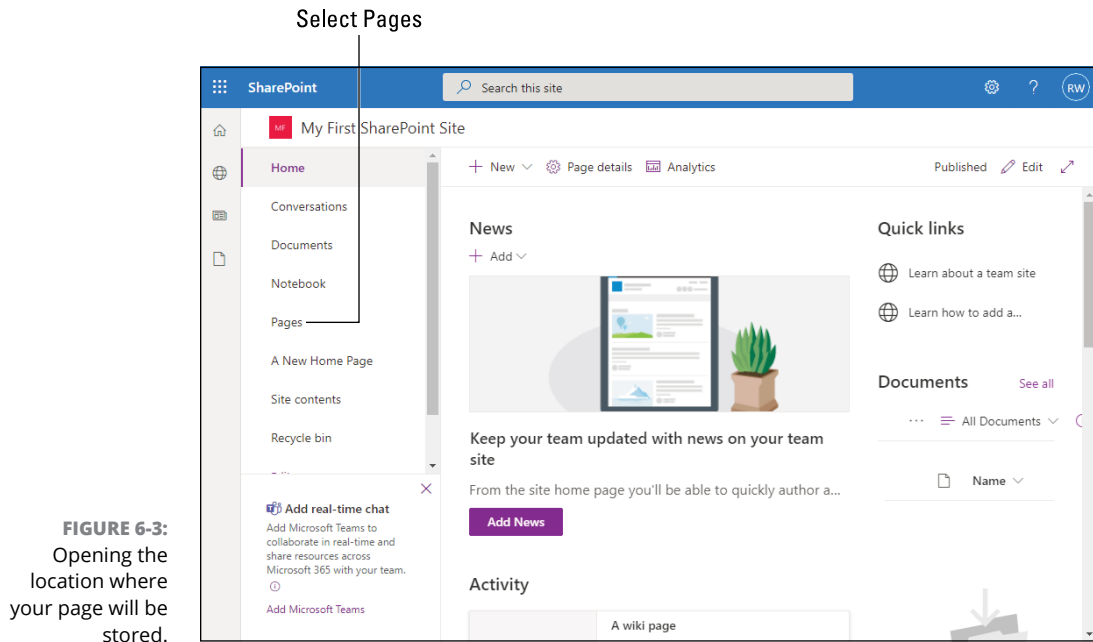 Select Pages
SharePoint
Search this site
?
RW
MF
My First SharePoint Site
Home
Conversations
Documents
Notebook
Pages
A New Home Page
Site contents
Recycle bin
Add real-time chat
Add Microsoft Teams to
collaborate in real-time and
share resources across
Microsoft 365 with your team.
Add Microsoft Teams
+ New
Page details
Analytics
Published
Edit
News
+ Add
Keep your team updated with news on your team
site
From the site home page you'll be able to quickly author a...
Add News
Activity
A wiki page
Quick links
Learn about a team site
Learn how to add a...
Documents
See all
... All Documents
Name
FIGURE 6-3:
Opening the
location where
your page will be
stored.